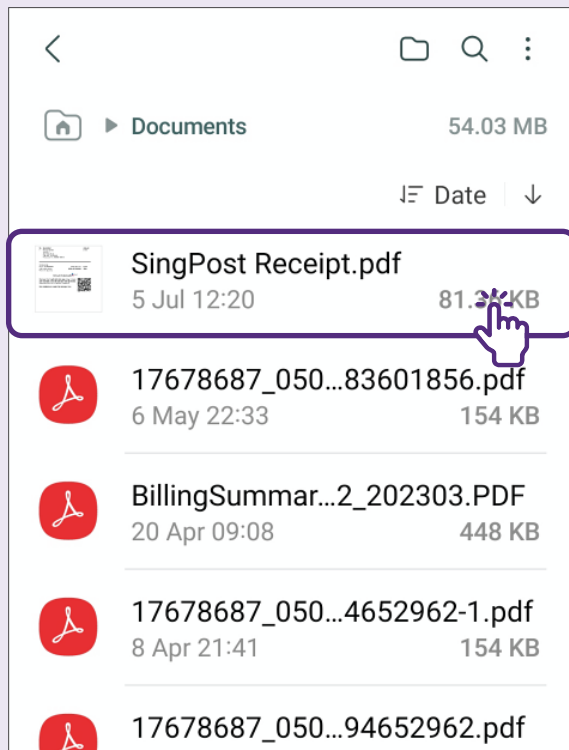 Documents 54.03 MB
Date
SingPost Receipt.pdf
5 Jul 12:20 KB
17678687_050...83601856.pdf
6 May 22:33 154 KB
BillingSummar...2_202303.PDF
20 Apr 09:08 448 KB
17678687_050...4652962-1.pdf
8 Apr 21:41 154 KB
17678687_050...94652962.pdf